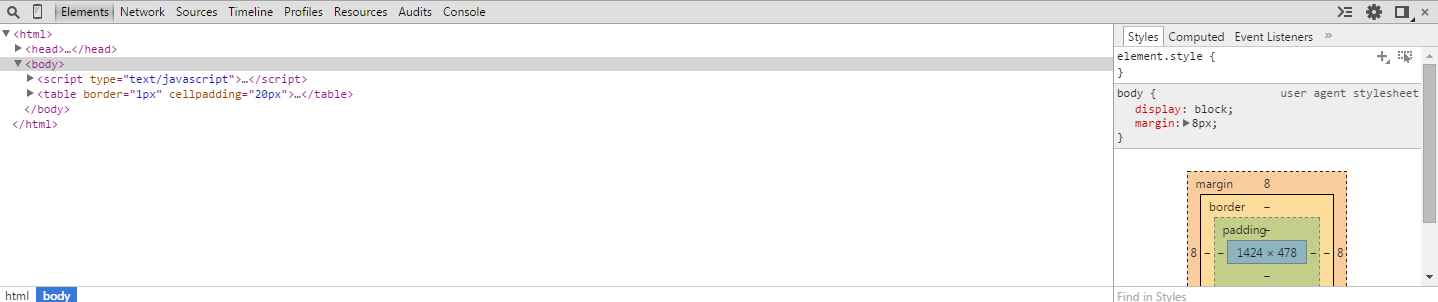 Elements Network Sources Timeline Profiles Resources Audits Console
▼<html>
▶<head>…</head>
▼<body>
▶<script type="text/javascript">…</script>
▶<table border="1px" cellpadding="20px">…</table>
</body>
</html>
html body
Styles Computed Event Listeners »
element.style {
}
body { user agent stylesheet
display: block;
margin:▶8px;
}
margin 8
border –
padding –
8 – – 1424 × 478 – – 8
–
Find in Styles